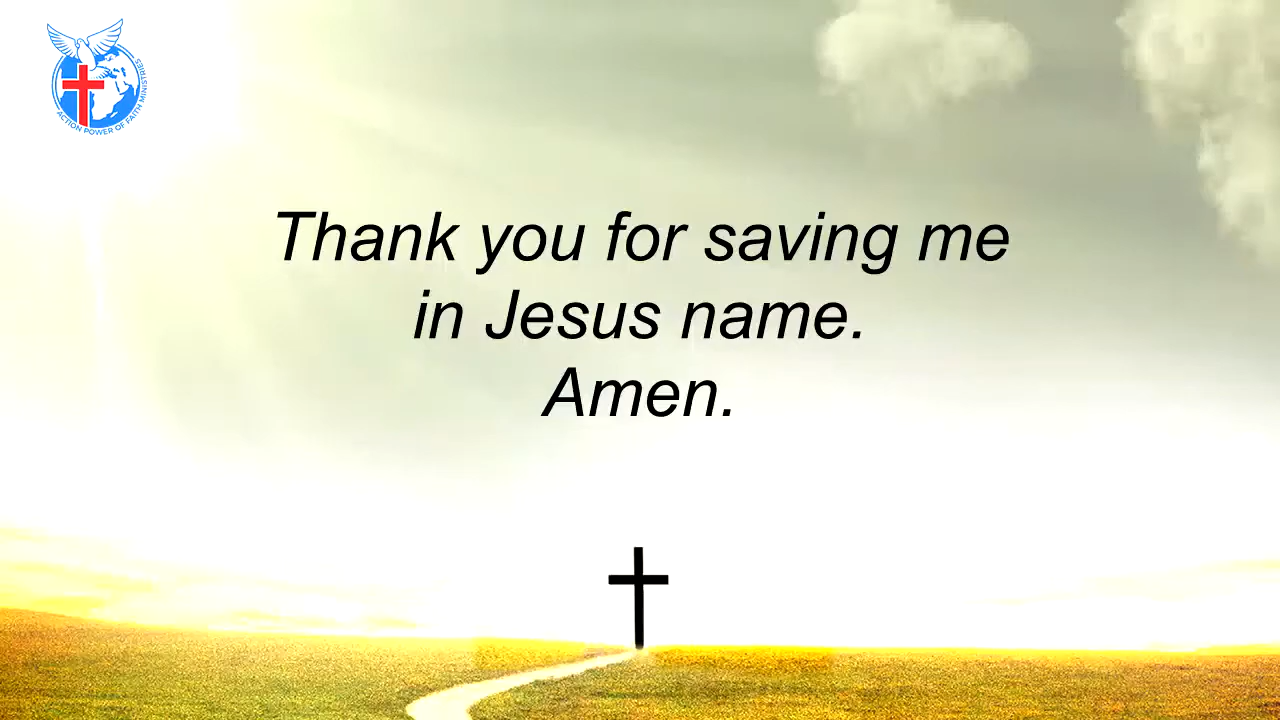 ACTION POWER OF FAITH MINISTRIES
Thank you for saving me
in Jesus name.
Amen.